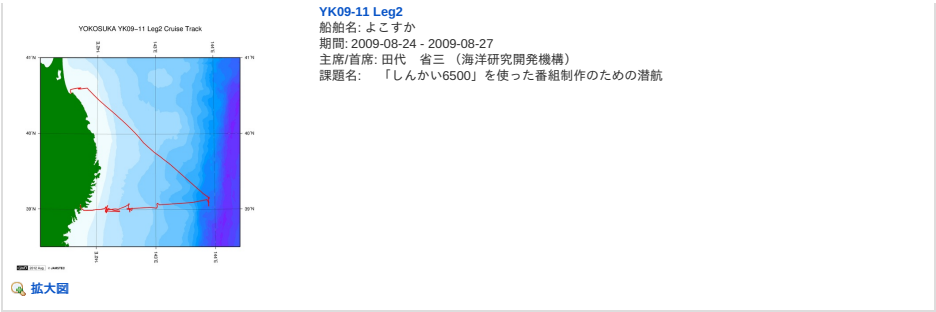 YK09-11 Leg2
船舶名: よこすか
期間: 2009-08-24 - 2009-08-27
主席/首席: 田代　省三 （海洋研究開発機構）
課題名:　「しんかい6500」を使った番組制作のための潜航
YOKOSUKA YK09-11 Leg2 Cruise Track
142˚E 143˚E 144˚E
41˚N 41˚N
40˚N 40˚N
39˚N 39˚N
142˚E 143˚E 144˚E
拡大図